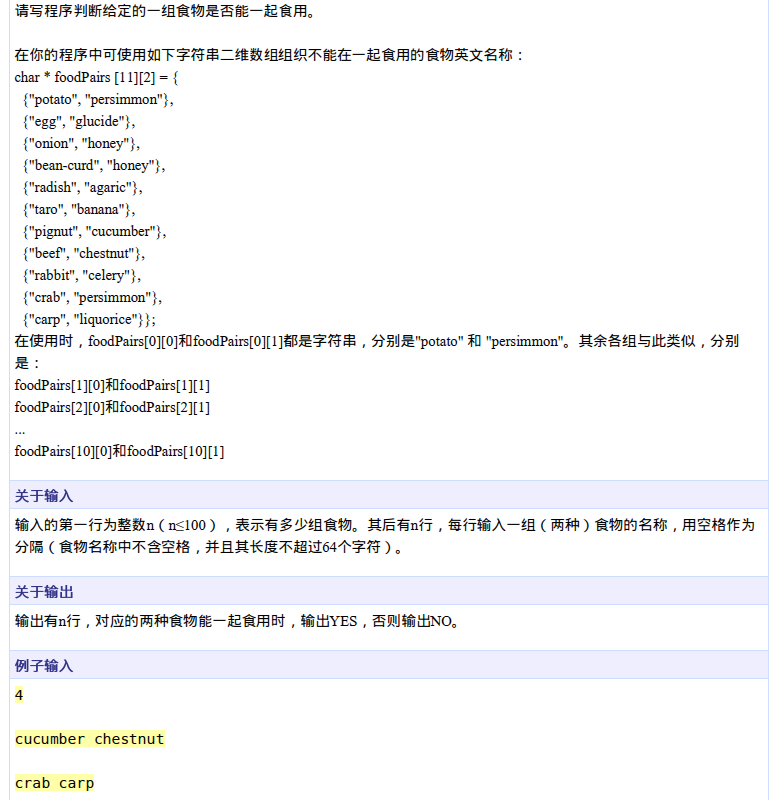 请写程序判断给定的一组食物是否能一起食用。
在你的程序中可使用如下字符串二维数组组织不能在一起食用的食物英文名称：
char * foodPairs [11][2] = {
{"potato", "persimmon"},
{"egg", "glucide"},
{"onion", "honey"},
{"bean-curd", "honey"},
{"radish", "agaric"},
{"taro", "banana"},
{"pignut", "cucumber"},
{"beef", "chestnut"},
{"rabbit", "celery"},
{"crab", "persimmon"},
{"carp", "liquorice"}};
在使用时，foodPairs[0][0]和foodPairs[0][1]都是字符串，分别是"potato" 和 "persimmon"。其余各组与此类似，分别
是：
foodPairs[1][0]和foodPairs[1][1]
foodPairs[2][0]和foodPairs[2][1]
...
foodPairs[10][0]和foodPairs[10][1]
关于输入
输入的第一行为整数n（n≤100），表示有多少组食物。其后有n行，每行输入一组（两种）食物的名称，用空格作为
分隔（食物名称中不含空格，并且其长度不超过64个字符）。
关于输出
输出有n行，对应的两种食物能一起食用时，输出YES，否则输出NO。
例子输入
4
cucumber chestnut
crab carp